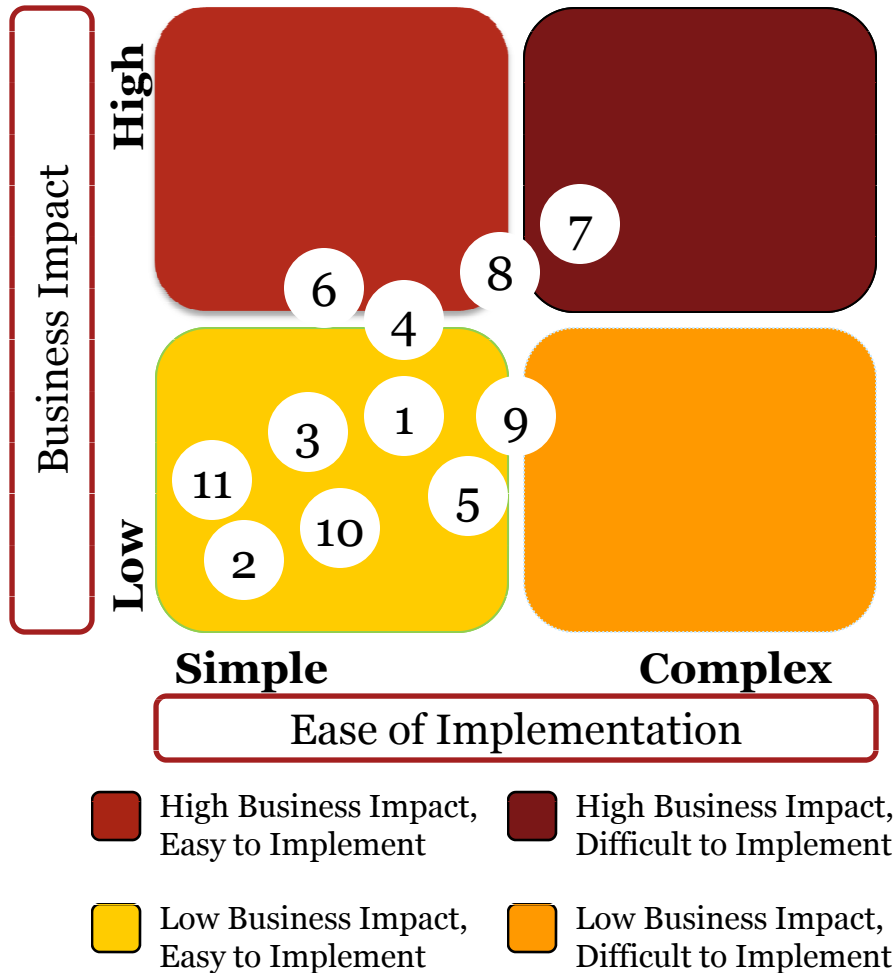 High
Business Impact
7
8
6
4
1
9
3
11
5
10
2
Low
Simple
Complex
Ease of Implementation
High Business Impact,
Easy to Implement
High Business Impact,
Difficult to Implement
Low Business Impact,
Easy to Implement
Low Business Impact,
Difficult to Implement